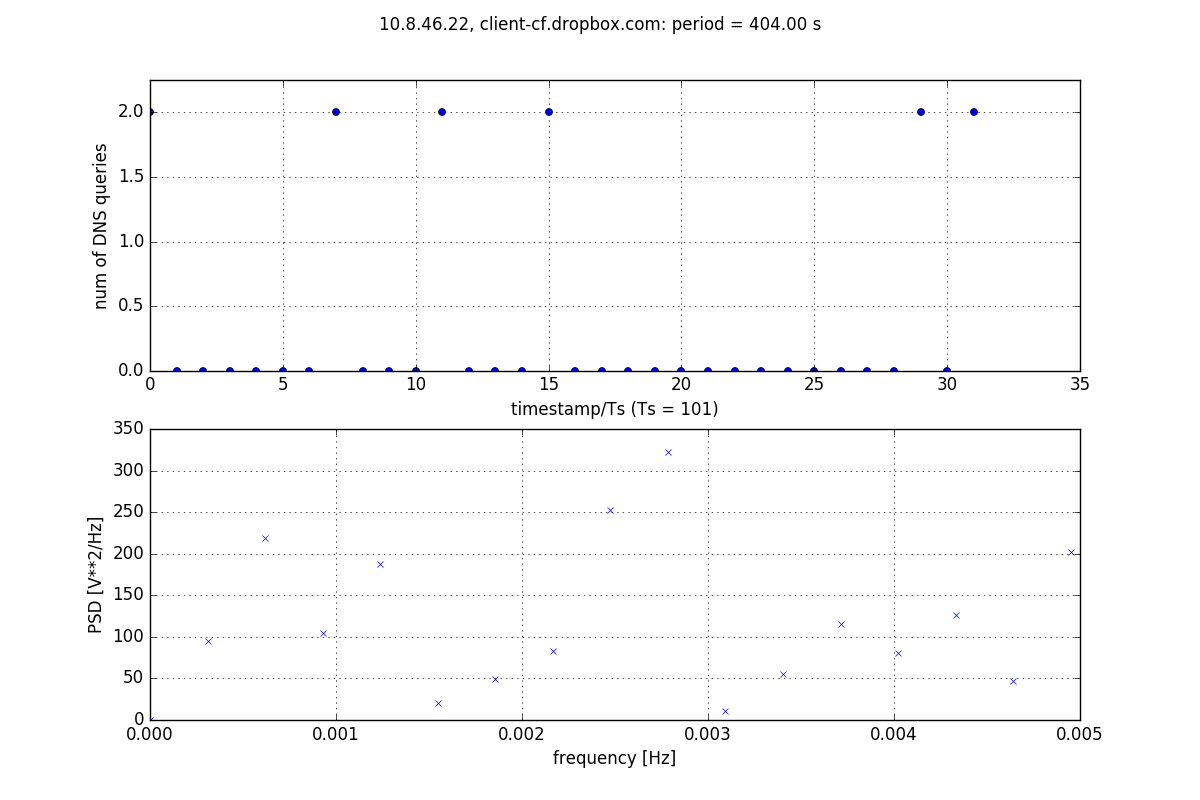 10.8.46.22, client-cf.dropbox.com: period = 404.00 s
2.0
1.5
1.0
0.5
0.0
num of DNS queries
0 5 10 15 20 25 30 35
timestamp/Ts (Ts = 101)
350
300
250
200
150
100
50
0
PSD [V**2/Hz]
0.000 0.001 0.002 0.003 0.004 0.005
frequency [Hz]